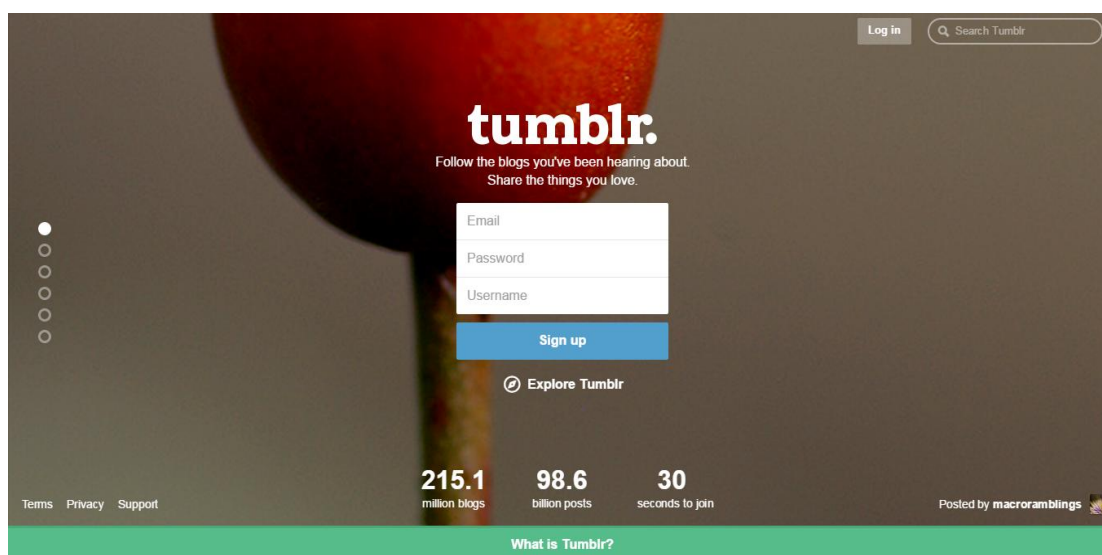 Log in
Search Tumblr
tumblr.
Follow the blogs you've been hearing about.
Share the things you love.
Email
Password
Username
Sign up
Explore Tumblr
215.1 98.6 30
million blogs billion posts seconds to join
Terms Privacy Support
Posted by macroramblings
What is Tumblr?